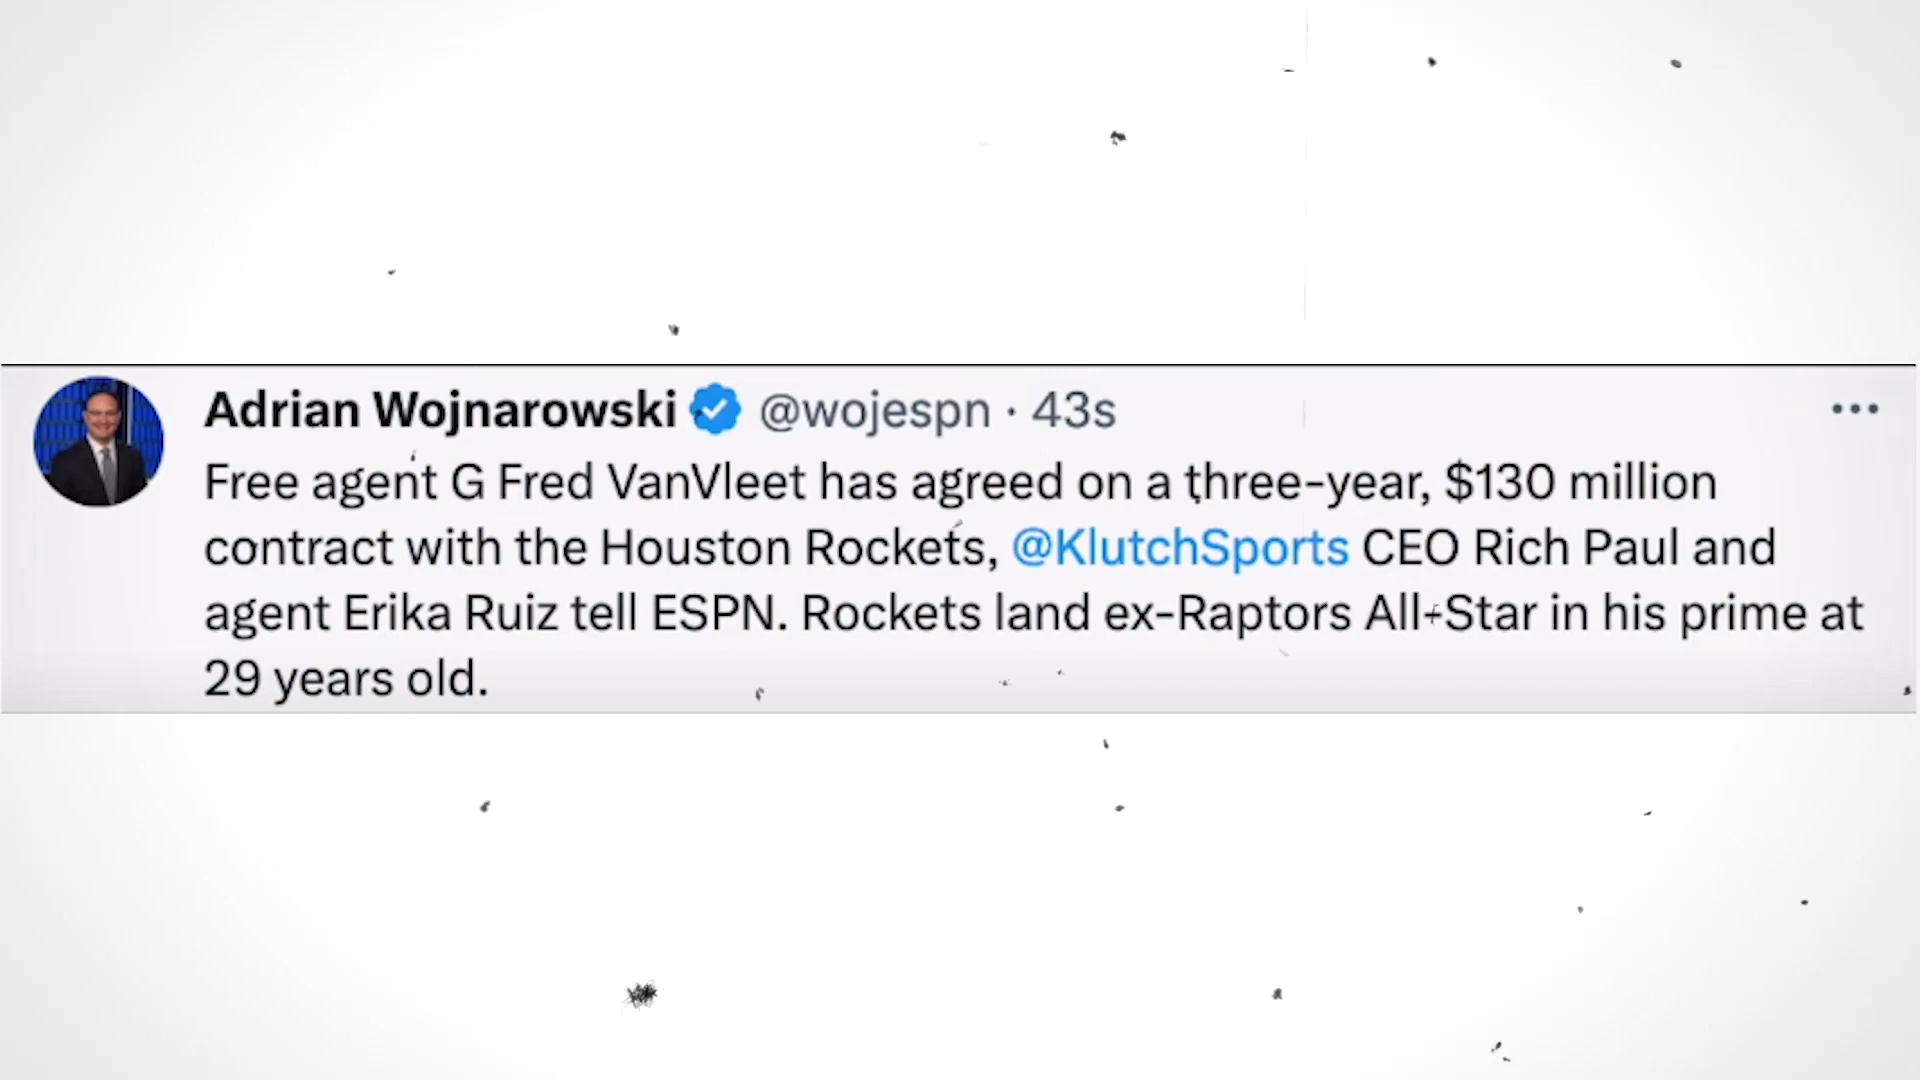 Adrian Wojnarowski @wojespn · 43s
Free agent G Fred VanVleet has agreed on a three-year, $130 million
contract with the Houston Rockets, @KlutchSports CEO Rich Paul and
agent Erika Ruiz tell ESPN. Rockets land ex-Raptors All-Star in his prime at
29 years old.